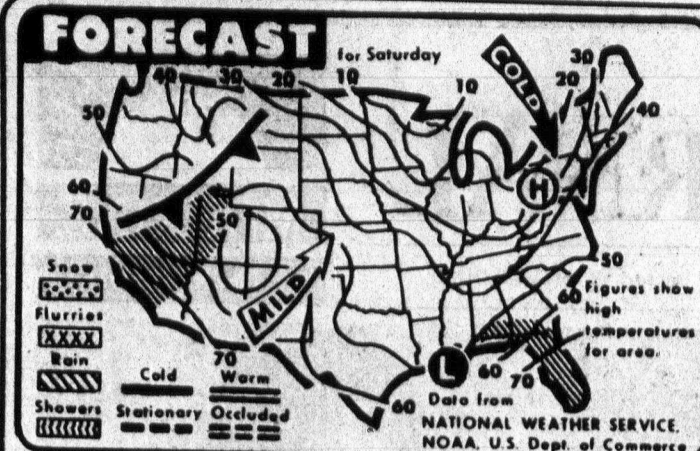 FORECAST
for Saturday
40 30 20 10
10
COLD
30
20
40
50
60
70
50
H
MILD
50
60
Figures show
high
temperatures
for area.
Snow
Flurries
Rain
Showers
70
Cold Warm
Stationary Occluded
L
60 70
60
Data from
NATIONAL WEATHER SERVICE,
NOAA, U.S. Dept. of Commerce